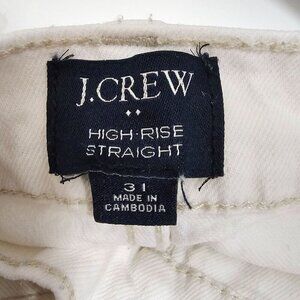 J.CREW
HIGH-RISE
STRAIGHT
31
MADE IN
CAMBODIA